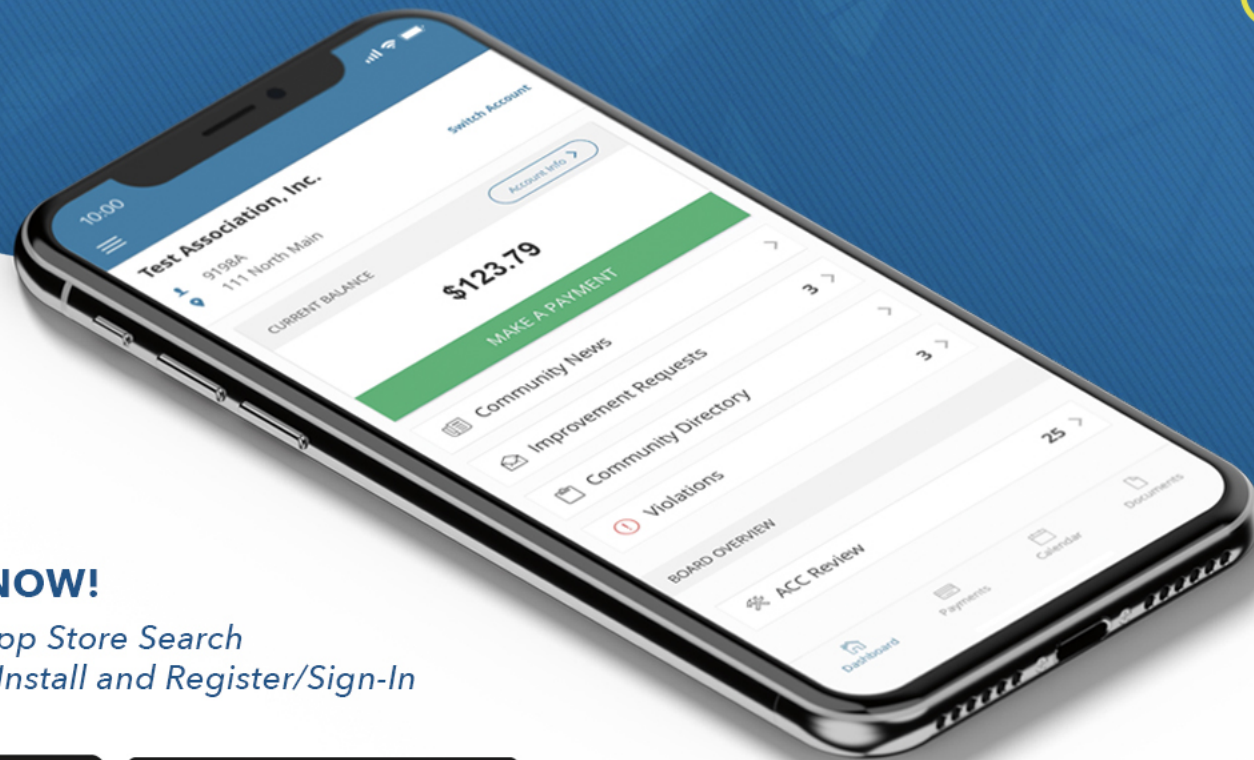 10:00
Switch Account
Test Association, Inc.
9198A
111 North Main
Account Info
CURRENT BALANCE
$123.79
MAKE A PAYMENT
Community News
Improvement Requests 3
Community Directory
Violations 3
BOARD OVERVIEW
ACC Review 25
Dashboard
Payments
Calendar
Documents
NOW!
pp Store Search
Install and Register/Sign-In